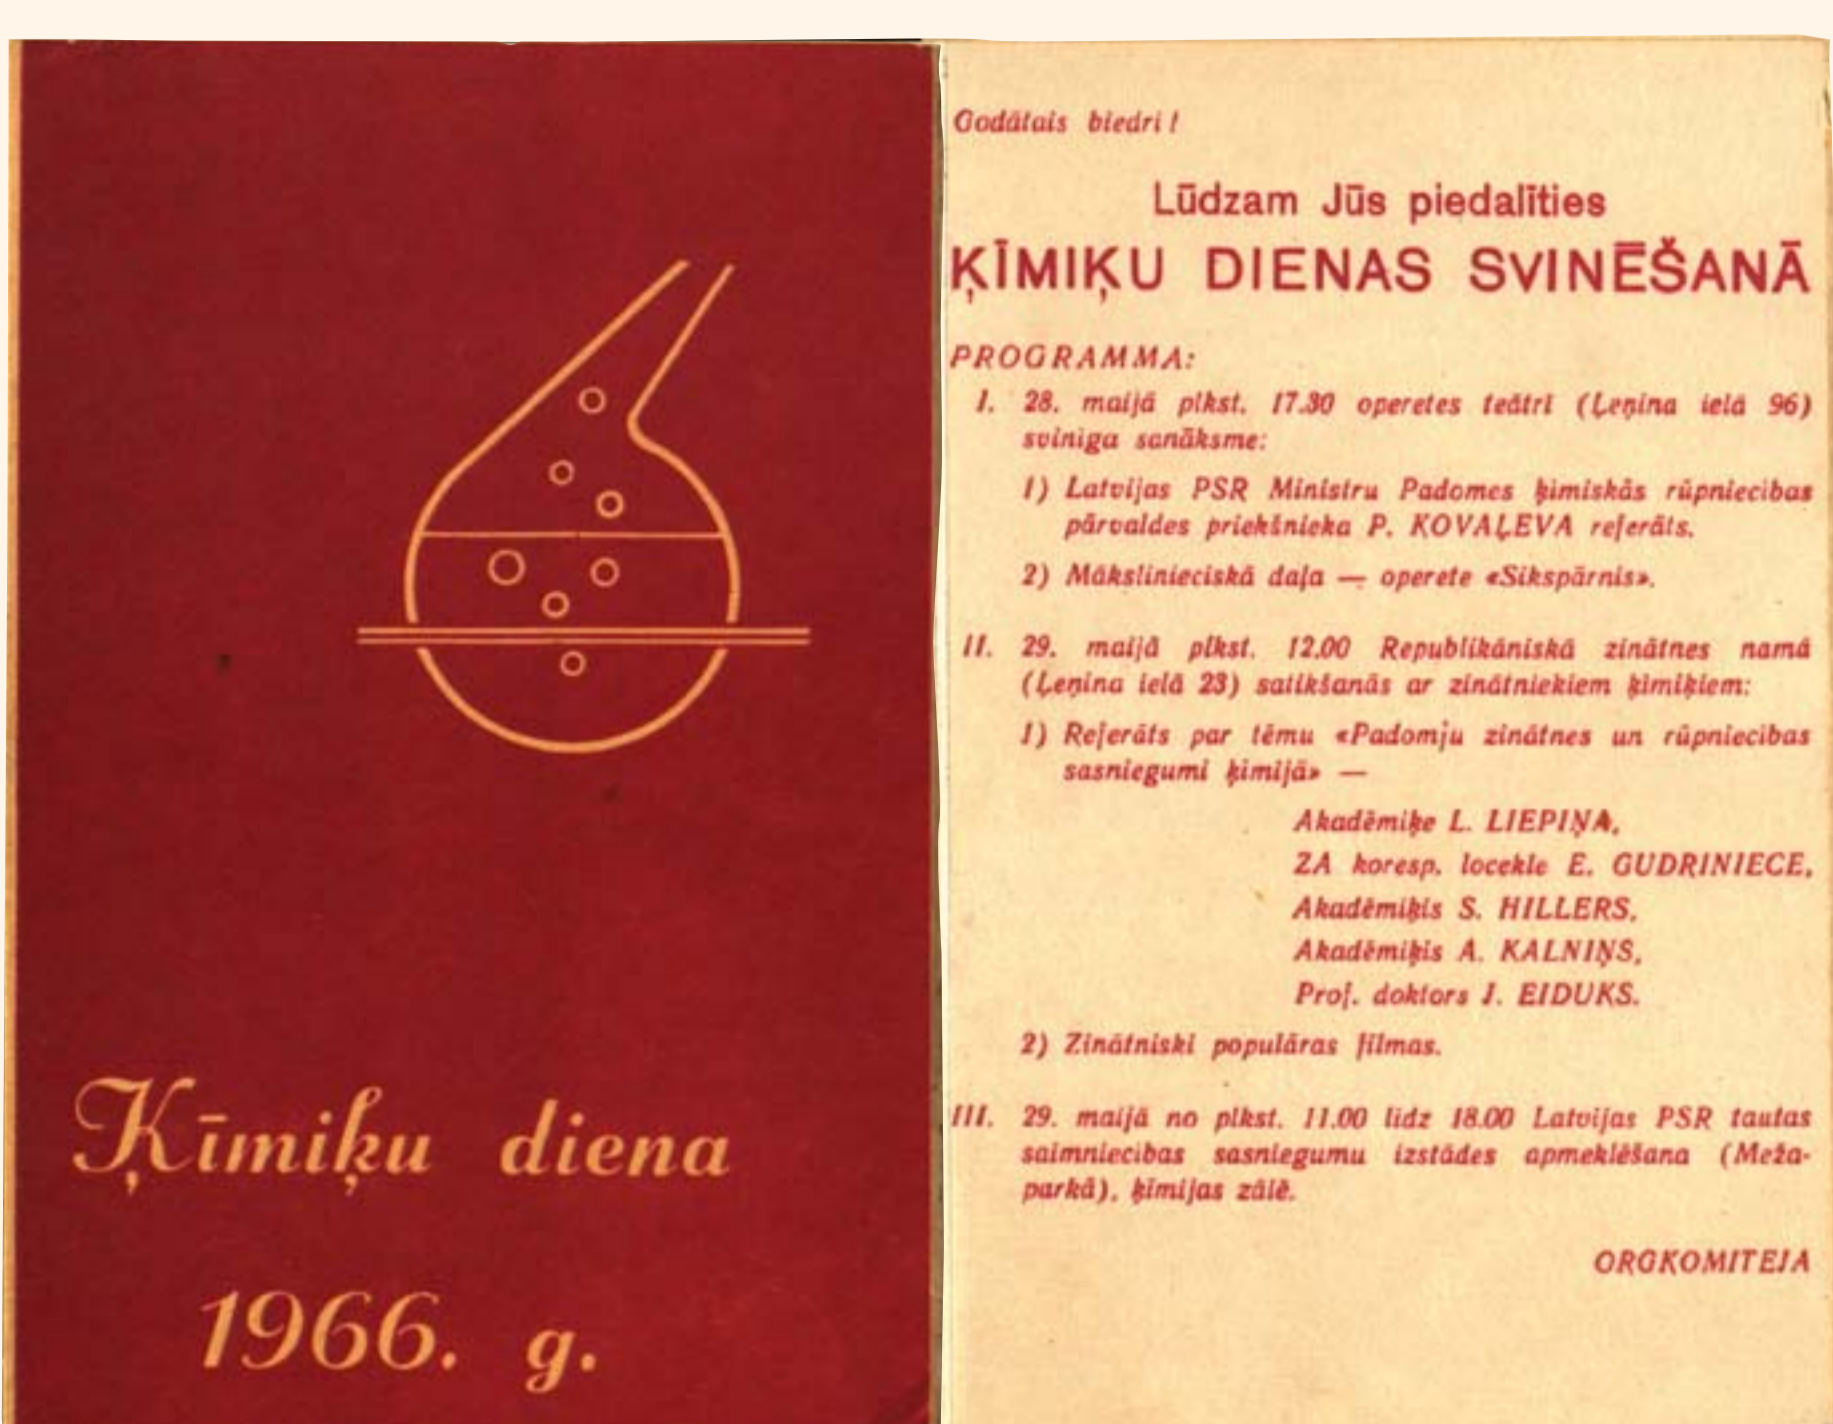 Ķīmiķu diena
1966. g.
Godātais biedri!
Lūdzam Jūs piedalīties
ĶĪMIĶU DIENAS SVINĒŠANĀ
PROGRAMMA:
I. 28. maijā plkst. 17.30 operetes teātrī (Ļeņina ielā 96)
svinīga sanāksme:
1) Latvijas PSR Ministru Padomes ķīmiskās rūpniecības
pārvaldes priekšnieka P. KOVAĻEVA referāts.
2) Mākslinieciskā daļa — operete «Sikspārnis».
II. 29. maijā plkst. 12.00 Republikāniskā zinātnes namā
(Ļeņina ielā 23) satikšanās ar zinātniekiem ķīmiķiem:
1) Referāts par tēmu «Padomju zinātnes un rūpniecības
sasniegumi ķīmijā» —
Akadēmiķe L. LIEPIŅA,
ZA koresp. locekle E. GUDRINIECE,
Akadēmiķis S. HILLERS,
Akadēmiķis A. KALNIŅS,
Prof. doktors J. EIDUKS.
2) Zinātniski populāras filmas.
III. 29. maijā no plkst. 11.00 līdz 18.00 Latvijas PSR tautas
saimniecības sasniegumu izstādes apmeklēšana (Meža-
parkā), ķīmijas zālē.
ORGKOMITEJA